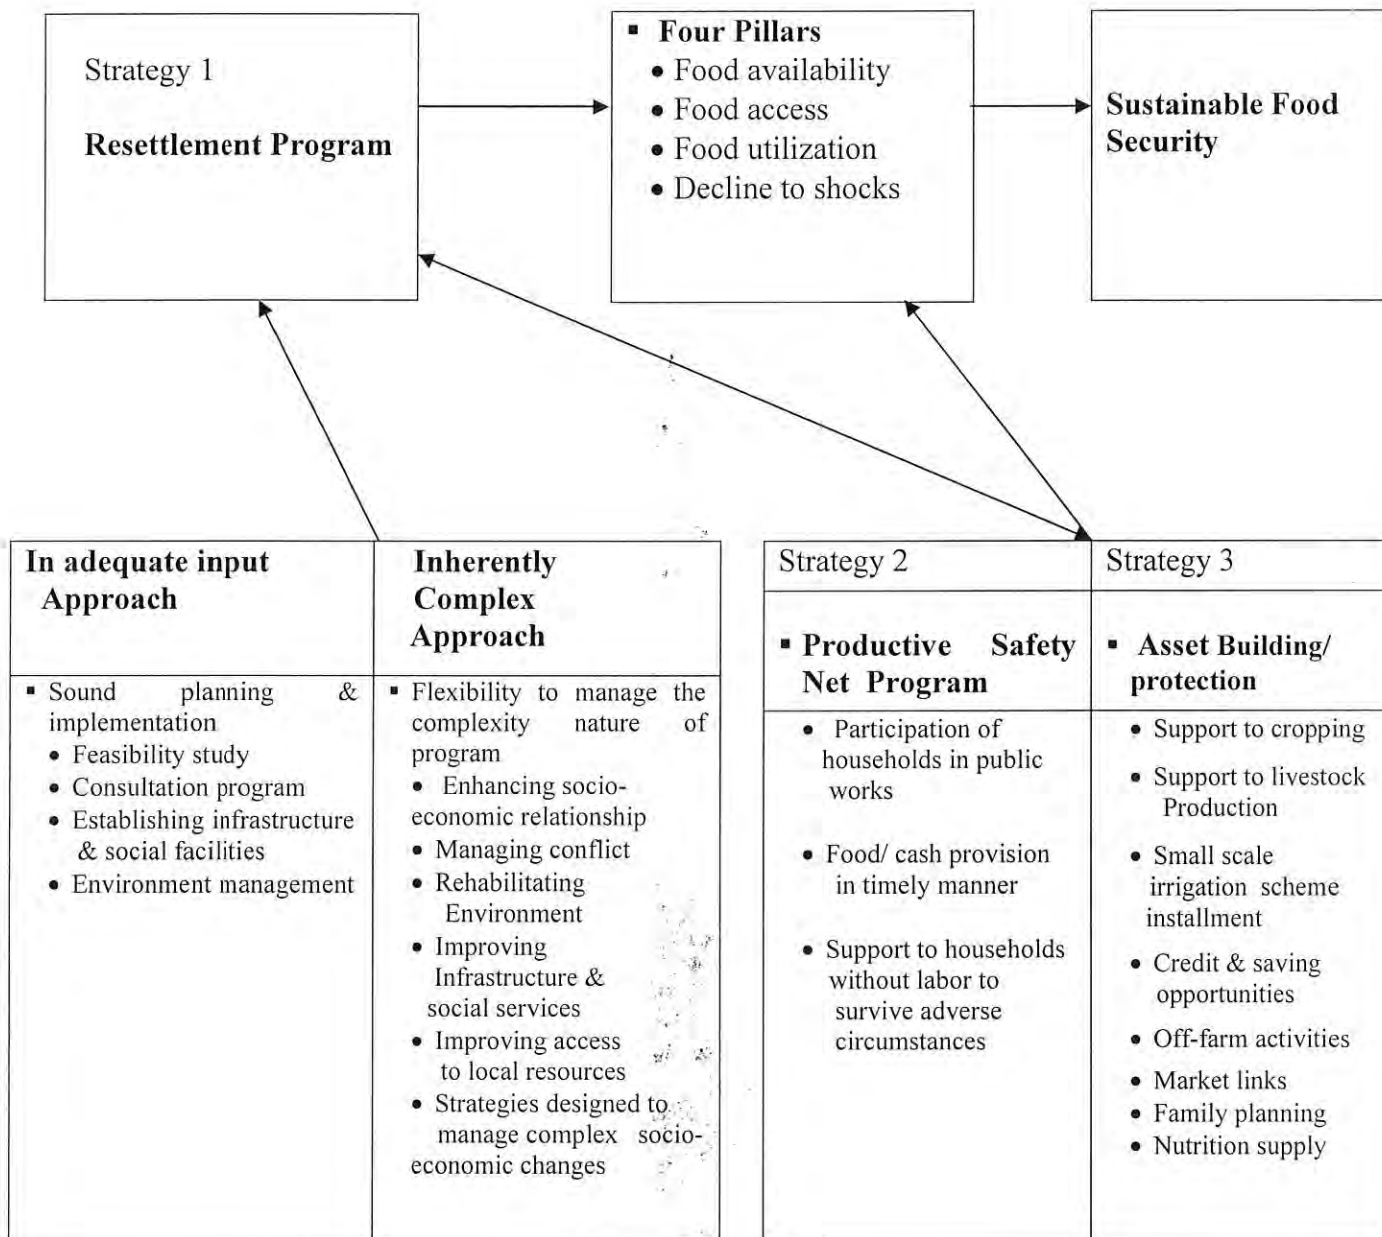 Strategy 1
Resettlement Program
▪ Four Pillars
• Food availability
• Food access
• Food utilization
• Decline to shocks
Sustainable Food
Security
In adequate input
Approach
▪ Sound planning &
implementation
• Feasibility study
• Consultation program
• Establishing infrastructure
& social facilities
• Environment management
Inherently
Complex
Approach
▪ Flexibility to manage the
complexity nature of
program
• Enhancing socio-
economic relationship
• Managing conflict
• Rehabilitating
Environment
• Improving
Infrastructure &
social services
• Improving access
to local resources
• Strategies designed to
manage complex socio-
economic changes
Strategy 2
▪ Productive Safety
Net Program
• Participation of
households in public
works
• Food/ cash provision
in timely manner
• Support to households
without labor to
survive adverse
circumstances
Strategy 3
▪ Asset Building/
protection
• Support to cropping
• Support to livestock
Production
• Small scale
irrigation scheme
installment
• Credit & saving
opportunities
• Off-farm activities
• Market links
• Family planning
• Nutrition supply